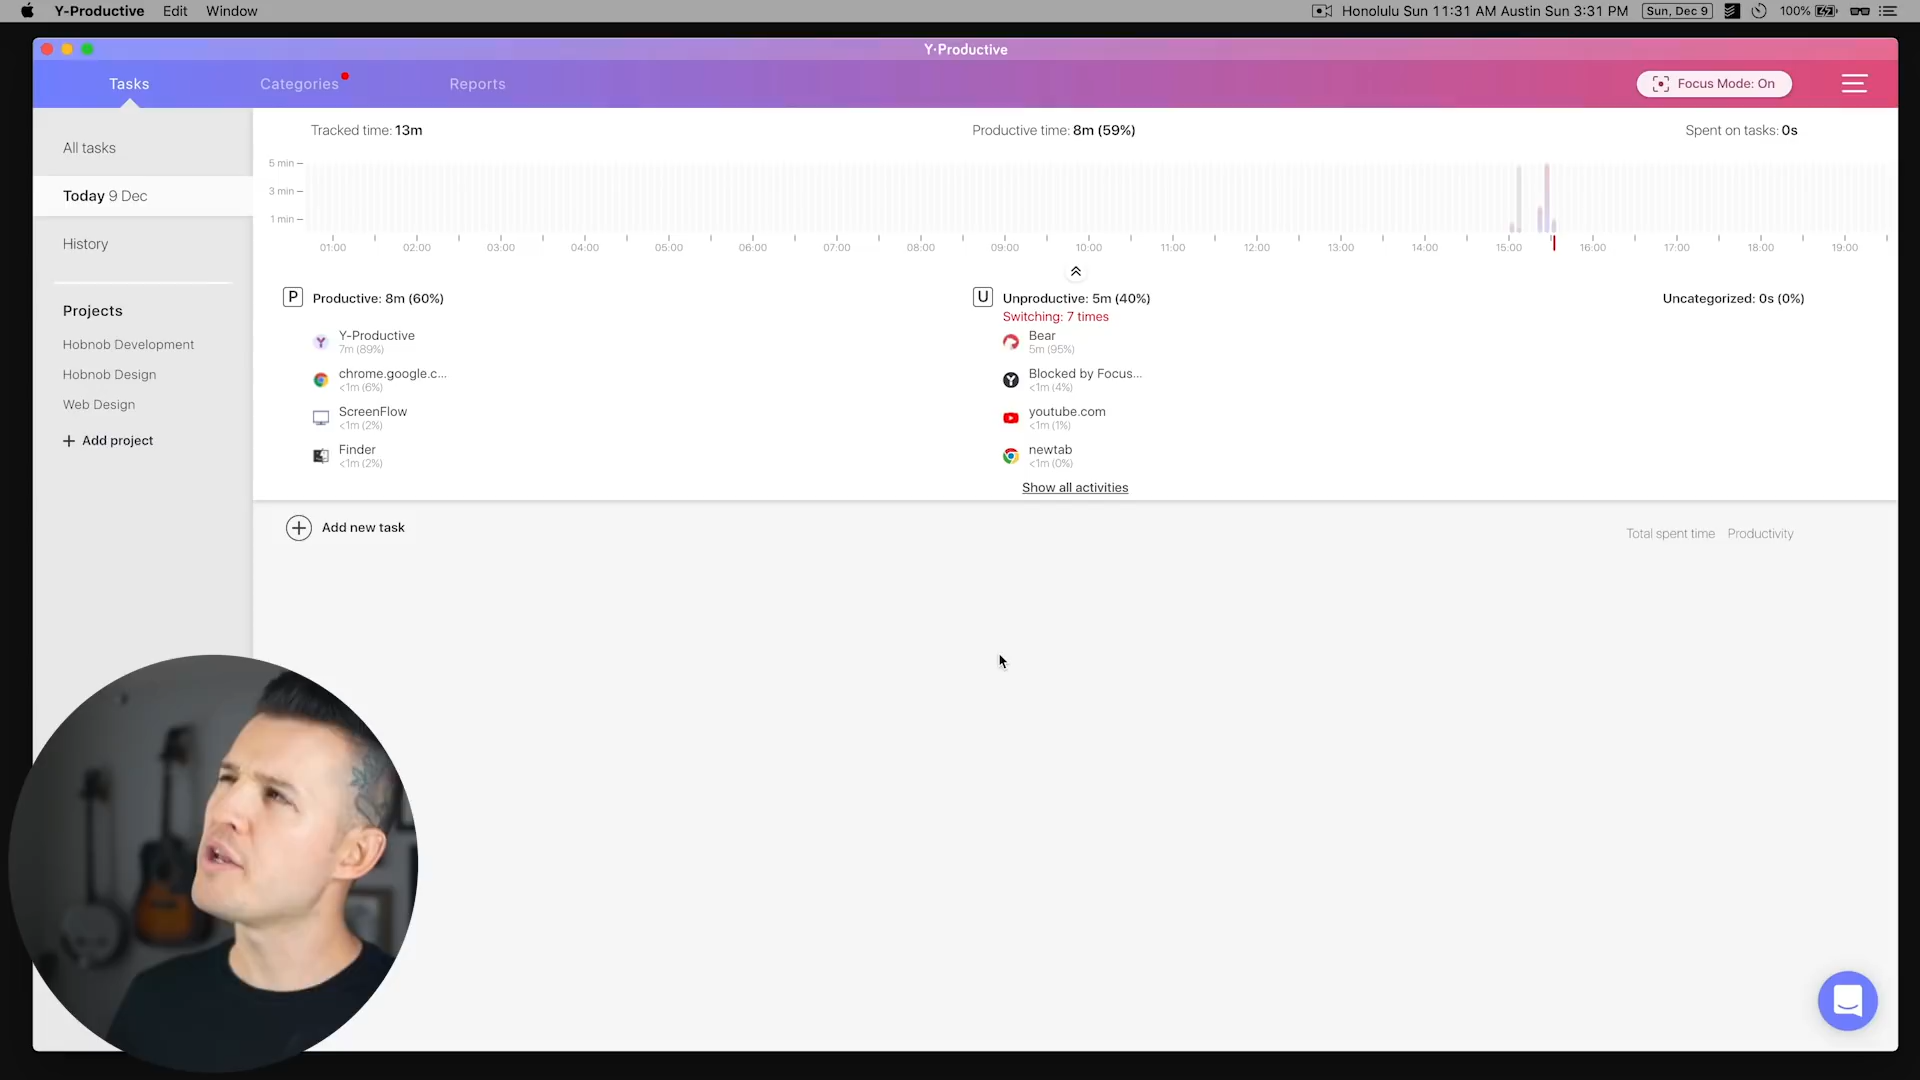 Y-Productive Edit Window
Honolulu Sun 11:31 AM Austin Sun 3:31 PM Sun, Dec 9 100%
Y·Productive
Tasks Categories Reports
Focus Mode: On
All tasks
Today 9 Dec
History
Projects
Hobnob Development
Hobnob Design
Web Design
+ Add project
Tracked time: 13m
Productive time: 8m (59%)
Spent on tasks: 0s
5 min
3 min
1 min
01:00 02:00 03:00 04:00 05:00 06:00 07:00 08:00 09:00 10:00 11:00 12:00 13:00 14:00 15:00 16:00 17:00 18:00 19:00
P Productive: 8m (60%)
Y-Productive
7m (89%)
chrome.google.c...
<1m (6%)
ScreenFlow
<1m (2%)
Finder
<1m (2%)
U Unproductive: 5m (40%)
Switching: 7 times
Bear
5m (95%)
Blocked by Focus...
<1m (4%)
youtube.com
<1m (1%)
newtab
<1m (0%)
Show all activities
Uncategorized: 0s (0%)
Add new task
Total spent time Productivity